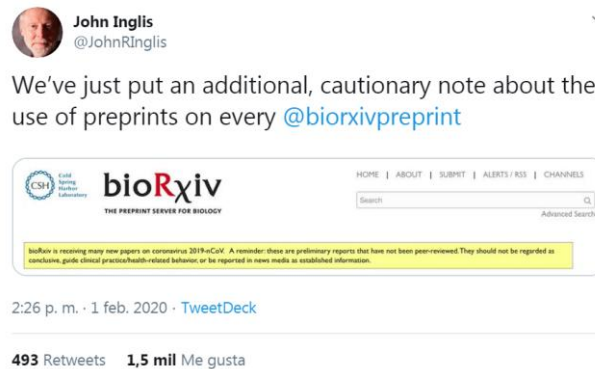 John Inglis
@JohnRInglis
We've just put an additional, cautionary note about the
use of preprints on every @biorxivpreprint
CSH Cold Spring Harbor Laboratory
bioRxiv
THE PREPRINT SERVER FOR BIOLOGY
HOME | ABOUT | SUBMIT | ALERTS / RSS | CHANNELS
Search
Advanced Search
bioRxiv is receiving many new papers on coronavirus 2019-nCoV. A reminder: these are preliminary reports that have not been peer-reviewed. They should not be regarded as
conclusive, guide clinical practice/health-related behavior, or be reported in news media as established information.
2:26 p. m. · 1 feb. 2020 · TweetDeck
493 Retweets 1,5 mil Me gusta